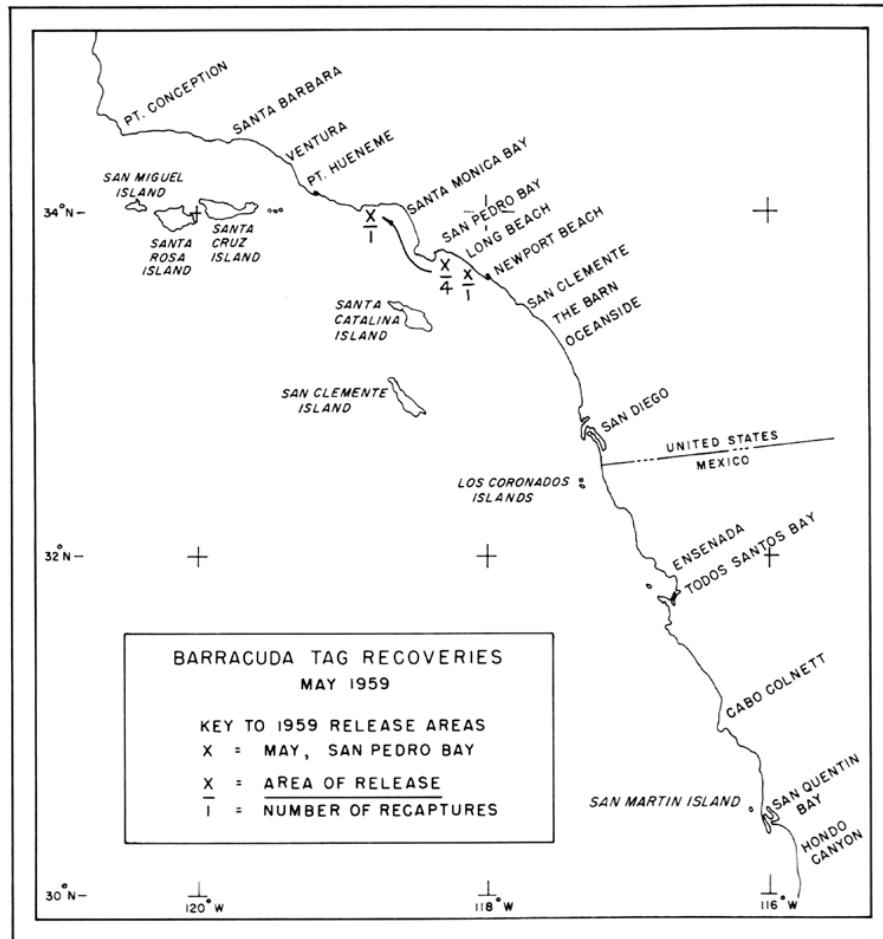 PT. CONCEPTION
SANTA BARBARA
VENTURA
PT. HUENEME
SAN MIGUEL
ISLAND
SANTA
ROSA
ISLAND
SANTA
CRUZ
ISLAND
34°N
X
1
SANTA MONICA BAY
SAN PEDRO BAY
LONG BEACH
NEWPORT BEACH
X
4
X
1
SAN CLEMENTE
THE BARN
OCEANSIDE
SANTA
CATALINA
ISLAND
SAN CLEMENTE
ISLAND
SAN DIEGO
UNITED STATES
MEXICO
LOS CORONADOS
ISLANDS
32°N
ENSENADA
TODOS SANTOS BAY
CABO COLNETT
SAN MARTIN ISLAND
SAN QUENTIN
BAY
HONDO
CANYON
BARRACUDA TAG RECOVERIES
MAY 1959
KEY TO 1959 RELEASE AREAS
X = MAY, SAN PEDRO BAY
X = AREA OF RELEASE
1 = NUMBER OF RECAPTURES
30°N
120°W
118°W
116°W